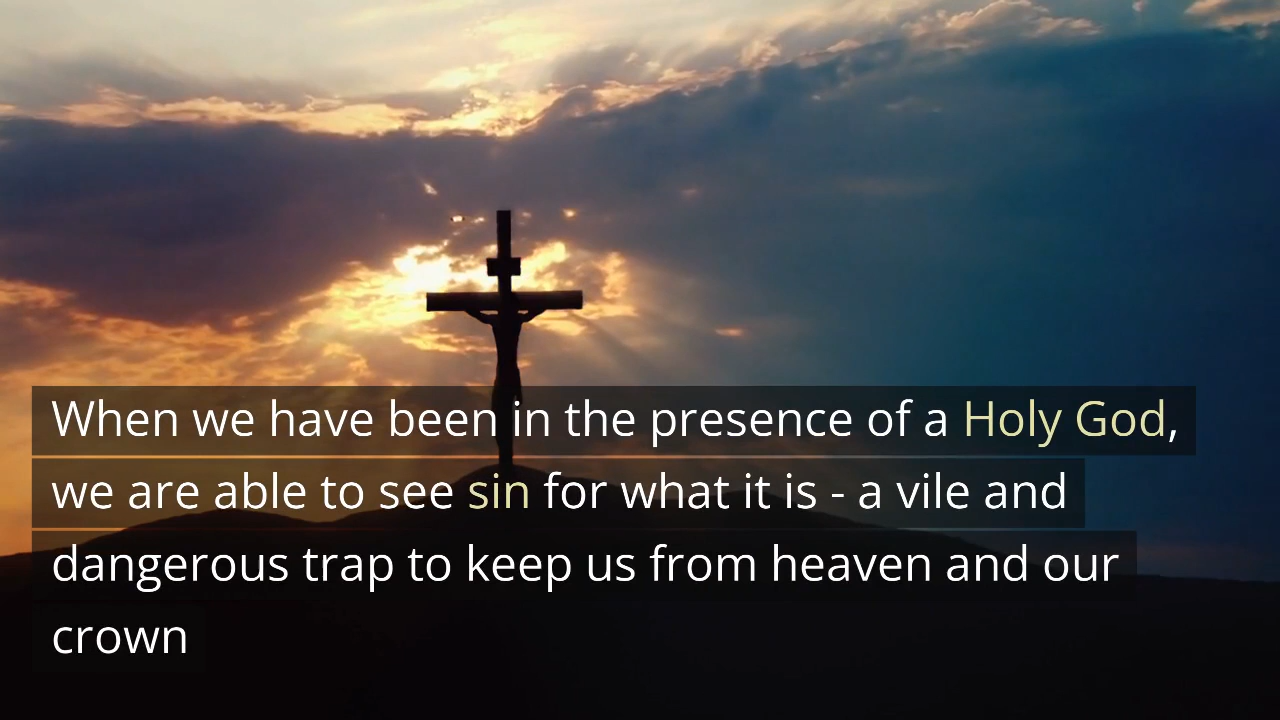 When we have been in the presence of a Holy God,
we are able to see sin for what it is - a vile and
dangerous trap to keep us from heaven and our
crown